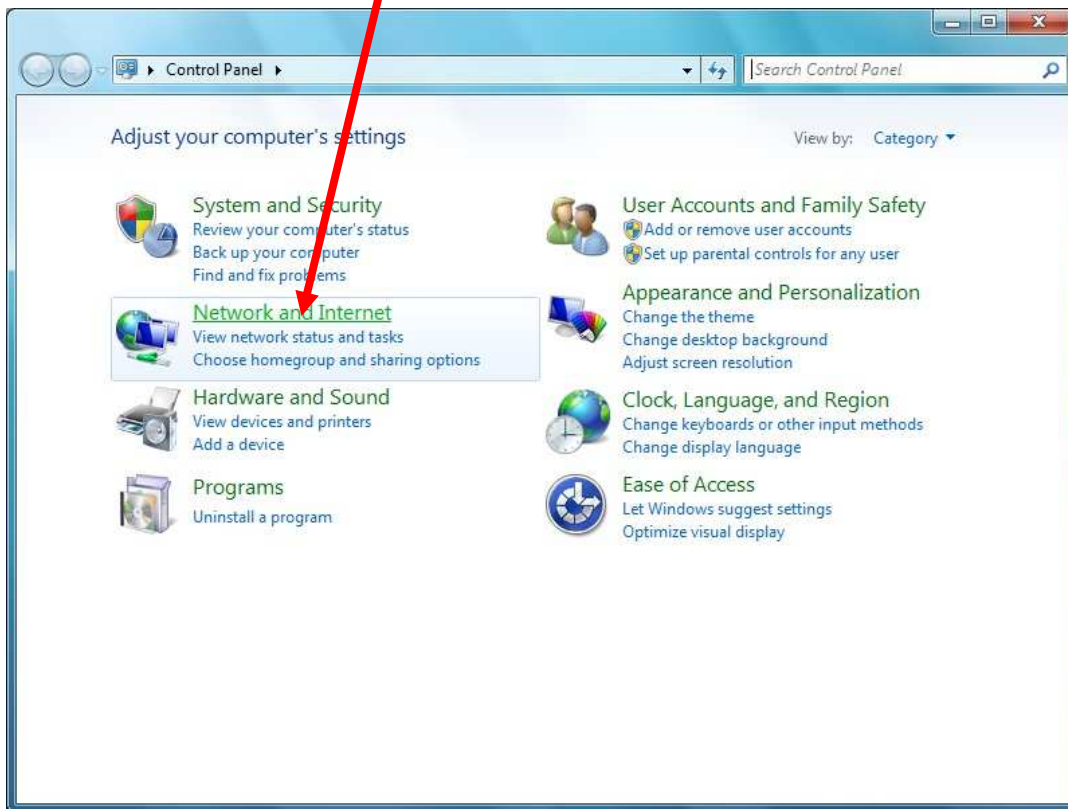 Control Panel
Search Control Panel
Adjust your computer's settings
View by: Category
System and Security
Review your computer's status
Back up your computer
Find and fix problems
Network and Internet
View network status and tasks
Choose homegroup and sharing options
Hardware and Sound
View devices and printers
Add a device
Programs
Uninstall a program
User Accounts and Family Safety
Add or remove user accounts
Set up parental controls for any user
Appearance and Personalization
Change the theme
Change desktop background
Adjust screen resolution
Clock, Language, and Region
Change keyboards or other input methods
Change display language
Ease of Access
Let Windows suggest settings
Optimize visual display